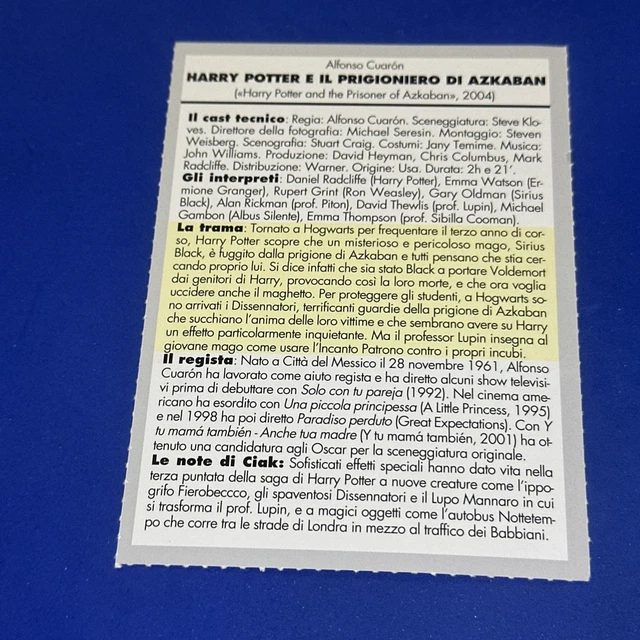 Alfonso Cuarón
HARRY POTTER E IL PRIGIONIERO DI AZKABAN
(«Harry Potter and the Prisoner of Azkaban», 2004)
Il cast tecnico: Regia: Alfonso Cuarón. Sceneggiatura: Steve Klo-
ves. Direttore della fotografia: Michael Seresin. Montaggio: Steven
Weisberg. Scenografia: Stuart Craig. Costumi: Jany Temime. Musica:
John Williams. Produzione: David Heyman, Chris Columbus, Mark
Radcliffe. Distribuzione: Warner. Origine: Usa. Durata: 2h e 21'.
Gli interpreti: Daniel Radcliffe (Harry Potter), Emma Watson (Er-
mione Granger), Rupert Grint (Ron Weasley), Gary Oldman (Sirius
Black), Alan Rickman (prof. Piton), David Thewlis (prof. Lupin), Michael
Gambon (Albus Silente), Emma Thompson (prof. Sibilla Cooman).
La trama: Tornato a Hogwarts per frequentare il terzo anno di cor-
so, Harry Potter scopre che un misterioso e pericoloso mago, Sirius
Black, è fuggito dalla prigione di Azkaban e tutti pensano che stia cer-
cando proprio lui. Si dice infatti che sia stato Black a portare Voldemort
dai genitori di Harry, provocando così la loro morte, e che ora voglia
uccidere anche il maghetto. Per proteggere gli studenti, a Hogwarts so-
no arrivati i Dissennatori, terrificanti guardie della prigione di Azkaban
che succhiano l'anima delle loro vittime e che sembrano avere su Harry
un effetto particolarmente inquietante. Ma il professor Lupin insegna al
giovane mago come usare l'Incanto Patrono contro i propri incubi.
Il regista: Nato a Città del Messico il 28 novembre 1961, Alfonso
Cuarón ha lavorato come aiuto regista e ha diretto alcuni show televisi-
vi prima di debuttare con Solo con tu pareja (1992). Nel cinema ame-
ricano ha esordito con Una piccola principessa (A Little Princess, 1995)
e nel 1998 ha poi diretto Paradiso perduto (Great Expectations). Con Y
tu mamá también - Anche tua madre (Y tu mamá también, 2001) ha ot-
tenuto una candidatura agli Oscar per la sceneggiatura originale.
Le note di Ciak: Sofisticati effetti speciali hanno dato vita nella
terza puntata della saga di Harry Potter a nuove creature come l'ippo-
grifo Fierobeccco, gli spaventosi Dissennatori e il Lupo Mannaro in cui
si trasforma il prof. Lupin, e a magici oggetti come l'autobus Nottetem-
po che corre tra le strade di Londra in mezzo al traffico dei Babbiani.